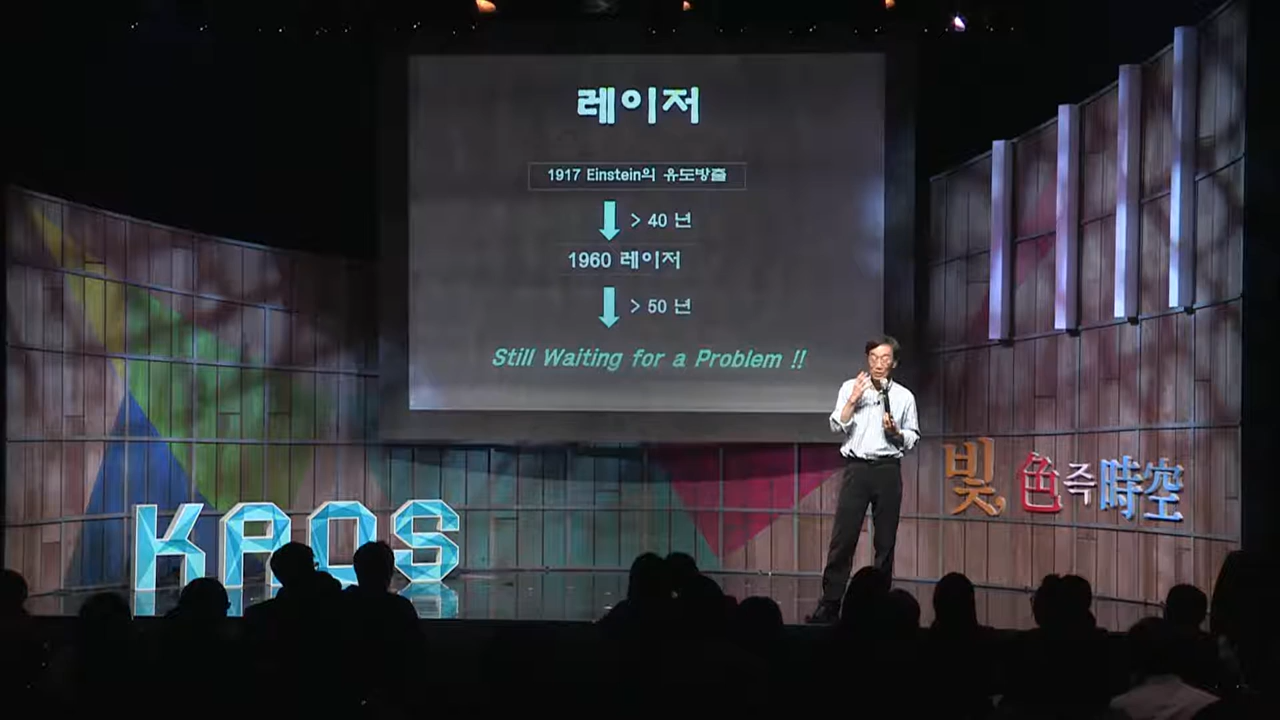 레이저
1917 Einstein의 유도방출
> 40 년
1960 레이저
> 50 년
Still Waiting for a Problem !!
빛, 色즉時空
KAOS